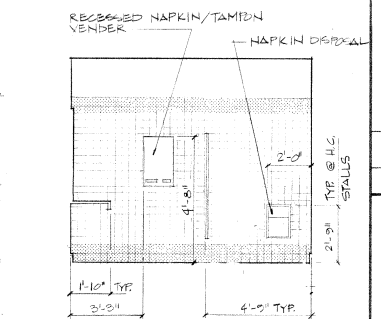 RECESSED NAPKIN/TAMPON
VENDER
NAPKIN DISPOSAL
2'-0"
4'-8"
2'-9" TYP. @ H.C.
STALLS
1'-10" TYP.
3'-3"
4'-9" TYP.